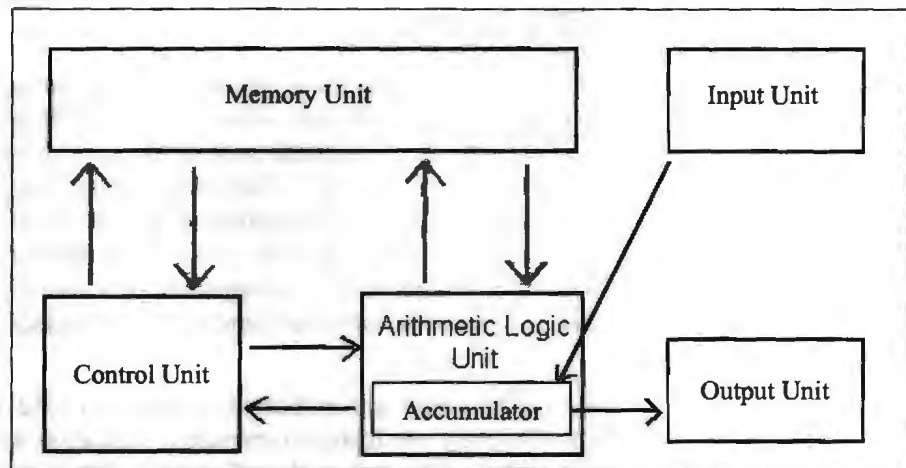 Memory Unit
Input Unit
Arithmetic Logic
Unit
Control Unit
Accumulator
Output Unit